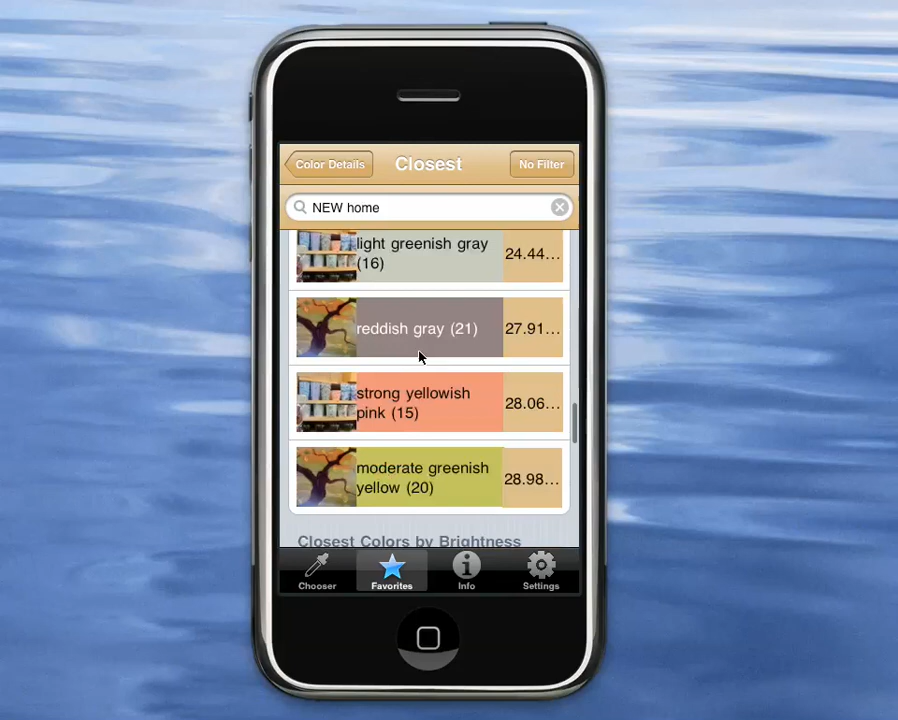 Color Details
Closest
No Filter
NEW home
light greenish gray
(16)
24.44...
reddish gray (21)
27.91...
strong yellowish
pink (15)
28.06...
moderate greenish
yellow (20)
28.98...
Closest Colors by Brightness
Chooser
Favorites
Info
Settings